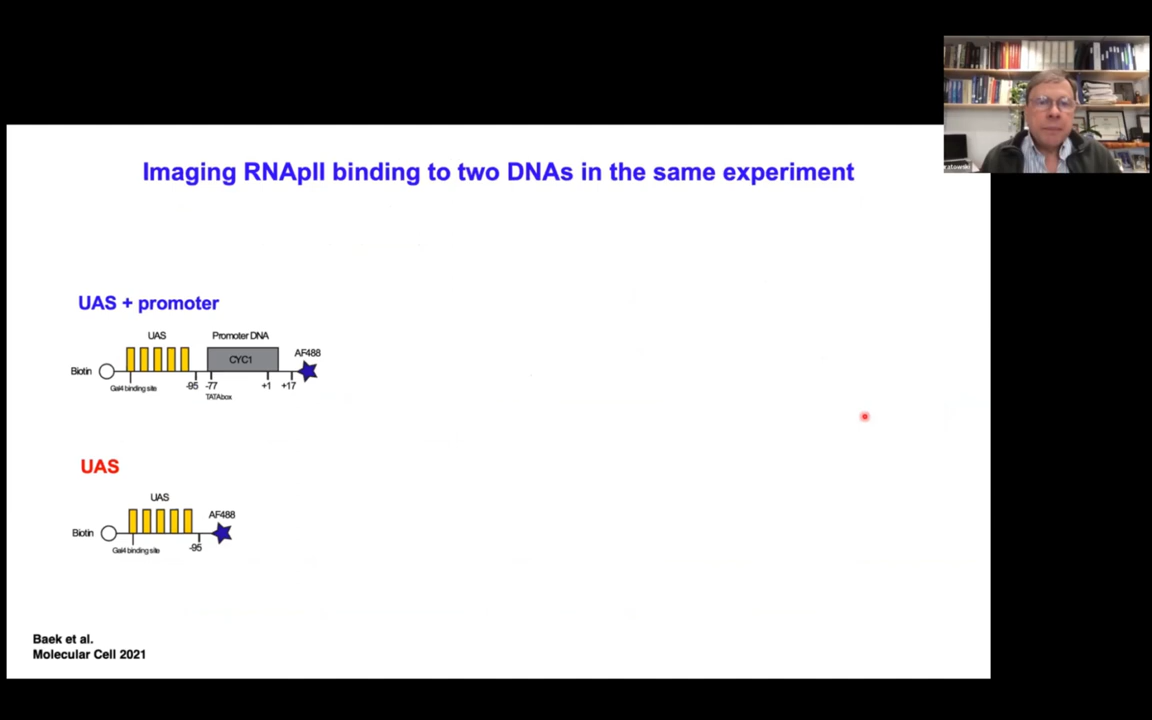 Imaging RNApII binding to two DNAs in the same experiment
ratowski
UAS + promoter
UAS Promoter DNA
AF488
CYC1
Biotin
Gal4 binding site -95 -77 +1 +17
TATAbox
UAS
UAS
AF488
Biotin
Gal4 binding site -95
Baek et al.
Molecular Cell 2021